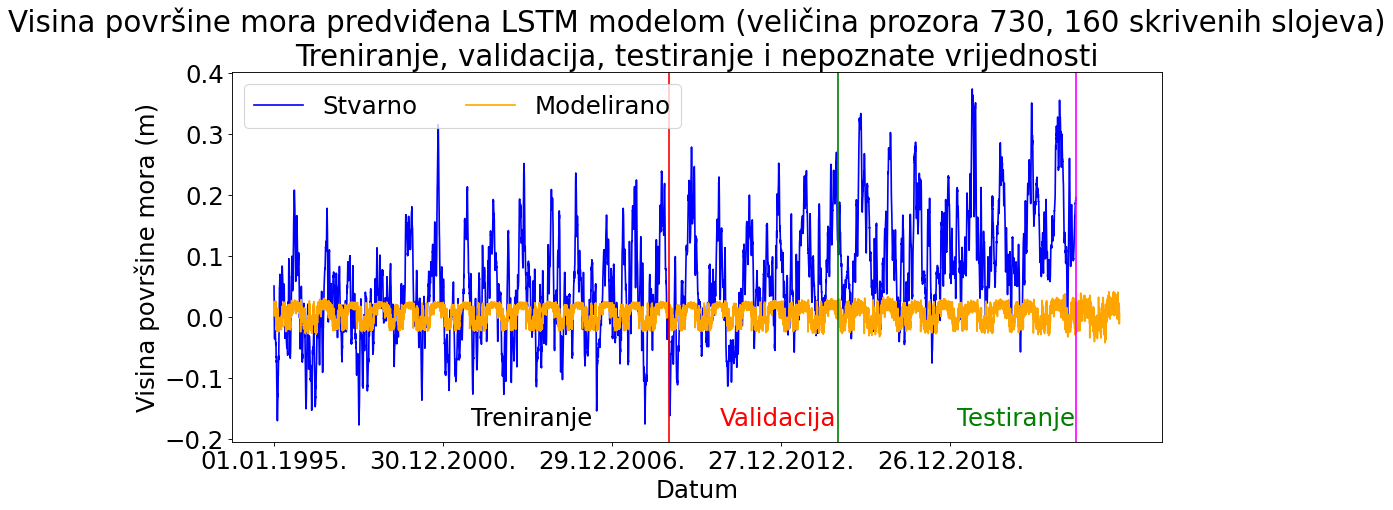 Visina površine mora predviđena LSTM modelom (veličina prozora 730, 160 skrivenih slojeva)
Treniranje, validacija, testiranje i nepoznate vrijednosti
Stvarno
Modelirano
Visina površine mora (m)
0.4
0.3
0.2
0.1
0.0
−0.1
−0.2
Treniranje
Validacija
Testiranje
01.01.1995.
30.12.2000.
29.12.2006.
27.12.2012.
26.12.2018.
Datum